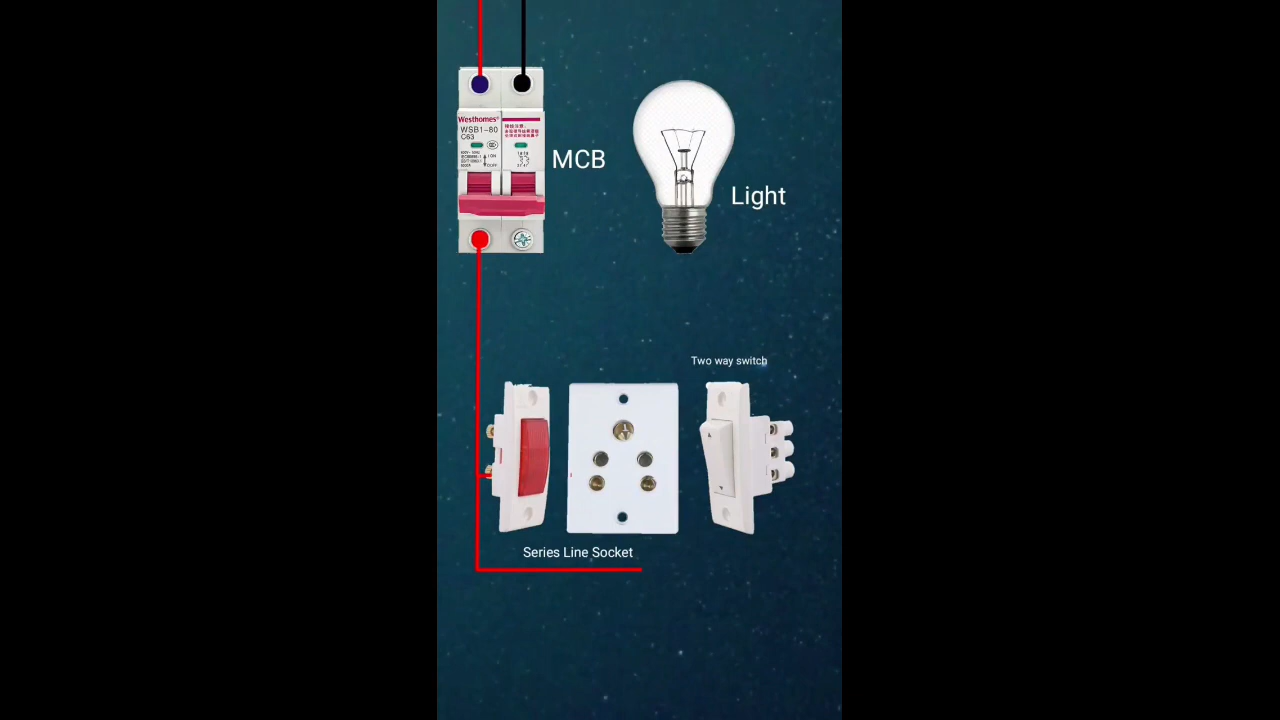 Westhomes®
WSB1-80
C63
MCB
Light
Two way switch
Series Line Socket